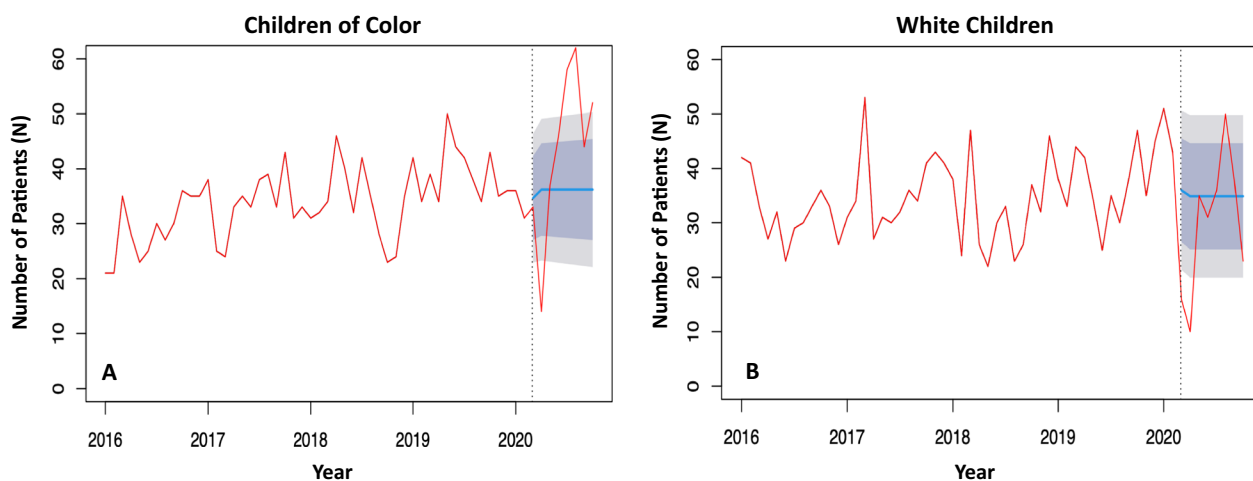 Children of Color
Number of Patients (N)
60
50
40
30
20
10
0
A
2016 2017 2018 2019 2020
Year
White Children
Number of Patients (N)
60
50
40
30
20
10
0
B
2016 2017 2018 2019 2020
Year